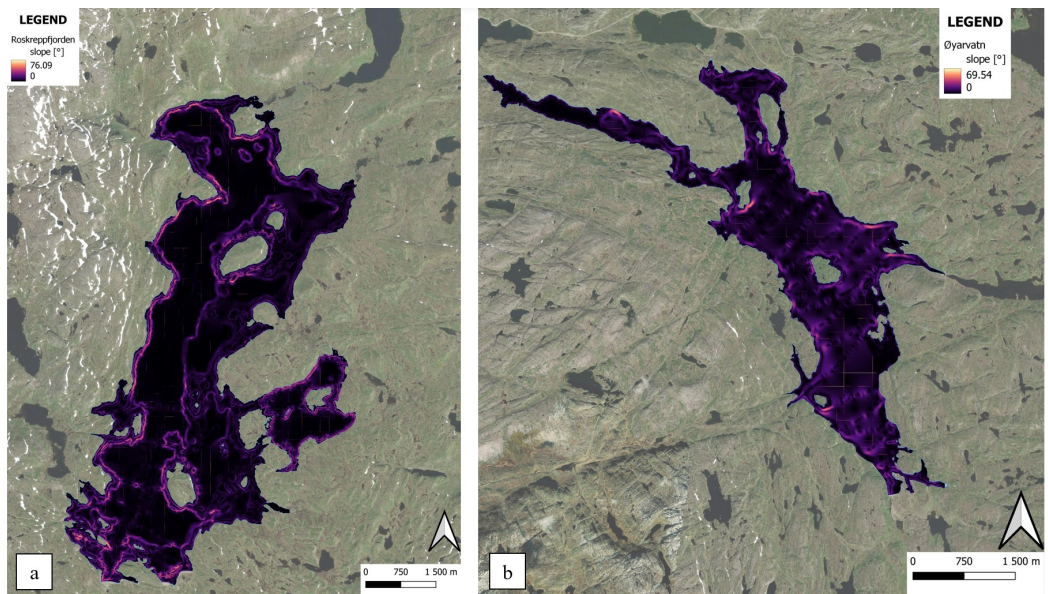 LEGEND
Roskreppfjorden
slope [°]
76.09
0
a
0 750 1 500 m
LEGEND
Øyarvatn
slope [°]
69.54
0
b
0 750 1 500 m